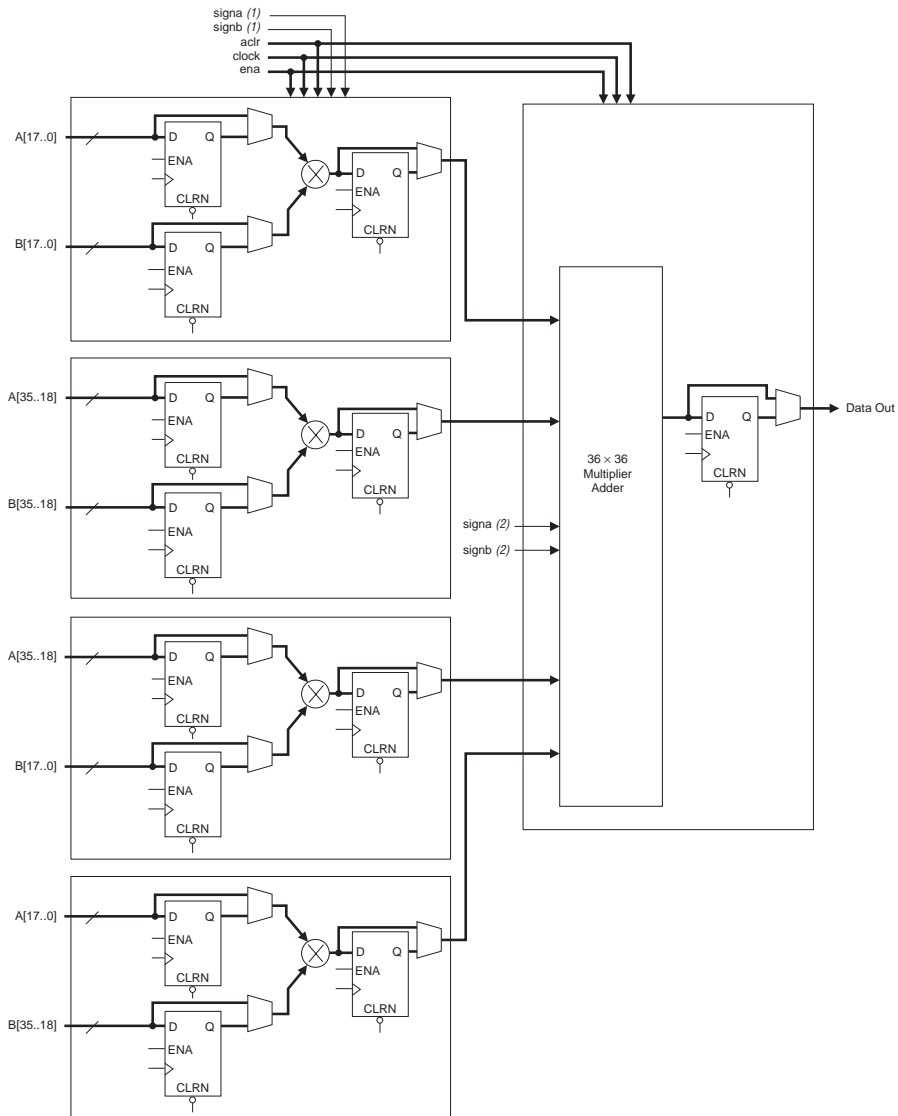 signa (1)
signb (1)
aclr
clock
ena
A[17..0]
D Q
ENA
CLRN
D Q
ENA
CLRN
B[17..0]
D Q
ENA
CLRN
A[35..18]
D Q
ENA
CLRN
D Q
ENA
CLRN
B[35..18]
D Q
ENA
CLRN
A[35..18]
D Q
ENA
CLRN
D Q
ENA
CLRN
B[17..0]
D Q
ENA
CLRN
A[17..0]
D Q
ENA
CLRN
D Q
ENA
CLRN
B[35..18]
D Q
ENA
CLRN
36 × 36
Multiplier
Adder
signa (2)
signb (2)
D Q
ENA
CLRN
Data Out